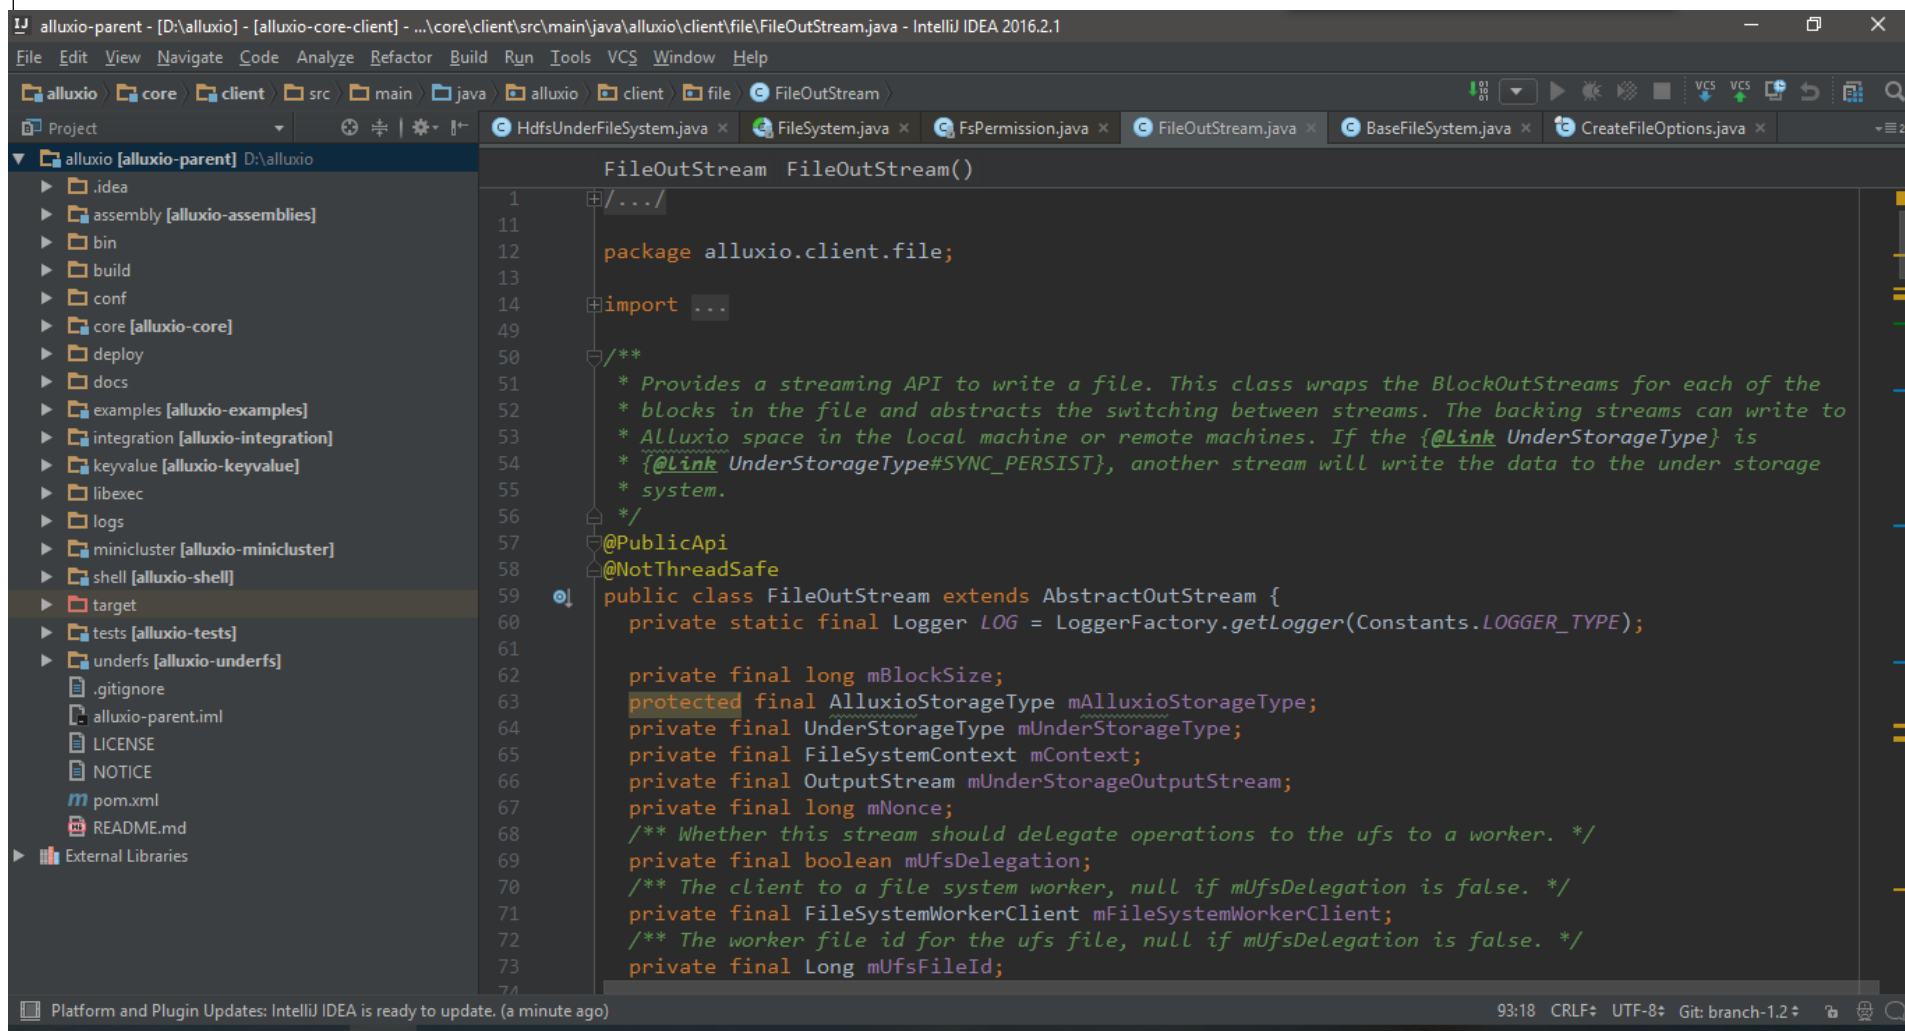 alluxio-parent - [D:\alluxio] - [alluxio-core-client] - ...\core\client\src\main\java\alluxio\client\file\FileOutStream.java - IntelliJ IDEA 2016.2.1
File Edit View Navigate Code Analyze Refactor Build Run Tools VCS Window Help
alluxio core client src main java alluxio client file FileOutStream
VCS VCS
Project
HdfsUnderFileSystem.java FileSystem.java FsPermission.java FileOutStream.java BaseFileSystem.java CreateFileOptions.java
alluxio [alluxio-parent] D:\alluxio
.idea
assembly [alluxio-assemblies]
bin
build
conf
core [alluxio-core]
deploy
docs
examples [alluxio-examples]
integration [alluxio-integration]
keyvalue [alluxio-keyvalue]
libexec
logs
minicluster [alluxio-minicluster]
shell [alluxio-shell]
target
tests [alluxio-tests]
underfs [alluxio-underfs]
.gitignore
alluxio-parent.iml
LICENSE
NOTICE
pom.xml
README.md
External Libraries
FileOutStream FileOutStream()
1 /.../
11
12 package alluxio.client.file;
13
14 import ...
49
50 /**
51 * Provides a streaming API to write a file. This class wraps the BlockOutStreams for each of the
52 * blocks in the file and abstracts the switching between streams. The backing streams can write to
53 * Alluxio space in the local machine or remote machines. If the {@link UnderStorageType} is
54 * {@link UnderStorageType#SYNC_PERSIST}, another stream will write the data to the under storage
55 * system.
56 */
57 @PublicApi
58 @NotThreadSafe
59 public class FileOutStream extends AbstractOutStream {
60 private static final Logger LOG = LoggerFactory.getLogger(Constants.LOGGER_TYPE);
61
62 private final long mBlockSize;
63 protected final AlluxioStorageType mAlluxioStorageType;
64 private final UnderStorageType mUnderStorageType;
65 private final FileSystemContext mContext;
66 private final OutputStream mUnderStorageOutputStream;
67 private final long mNonce;
68 /** Whether this stream should delegate operations to the ufs to a worker. */
69 private final boolean mUfsDelegation;
70 /** The client to a file system worker, null if mUfsDelegation is false. */
71 private final FileSystemWorkerClient mFileSystemWorkerClient;
72 /** The worker file id for the ufs file, null if mUfsDelegation is false. */
73 private final Long mUfsFileId;
74
Platform and Plugin Updates: IntelliJ IDEA is ready to update. (a minute ago) 93:18 CRLF UTF-8 Git: branch-1.2